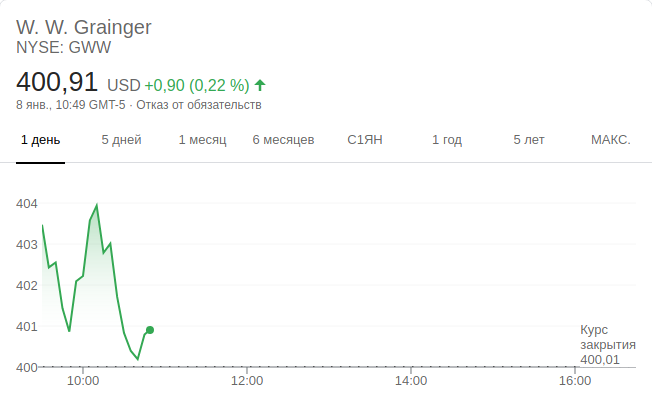 W. W. Grainger
NYSE: GWW
400,91 USD +0,90 (0,22 %)
8 янв., 10:49 GMT-5 · Отказ от обязательств
1 день 5 дней 1 месяц 6 месяцев С1ЯН 1 год 5 лет МАКС.
404
403
402
401
400
Курс
закрытия
400,01
10:00 12:00 14:00 16:00